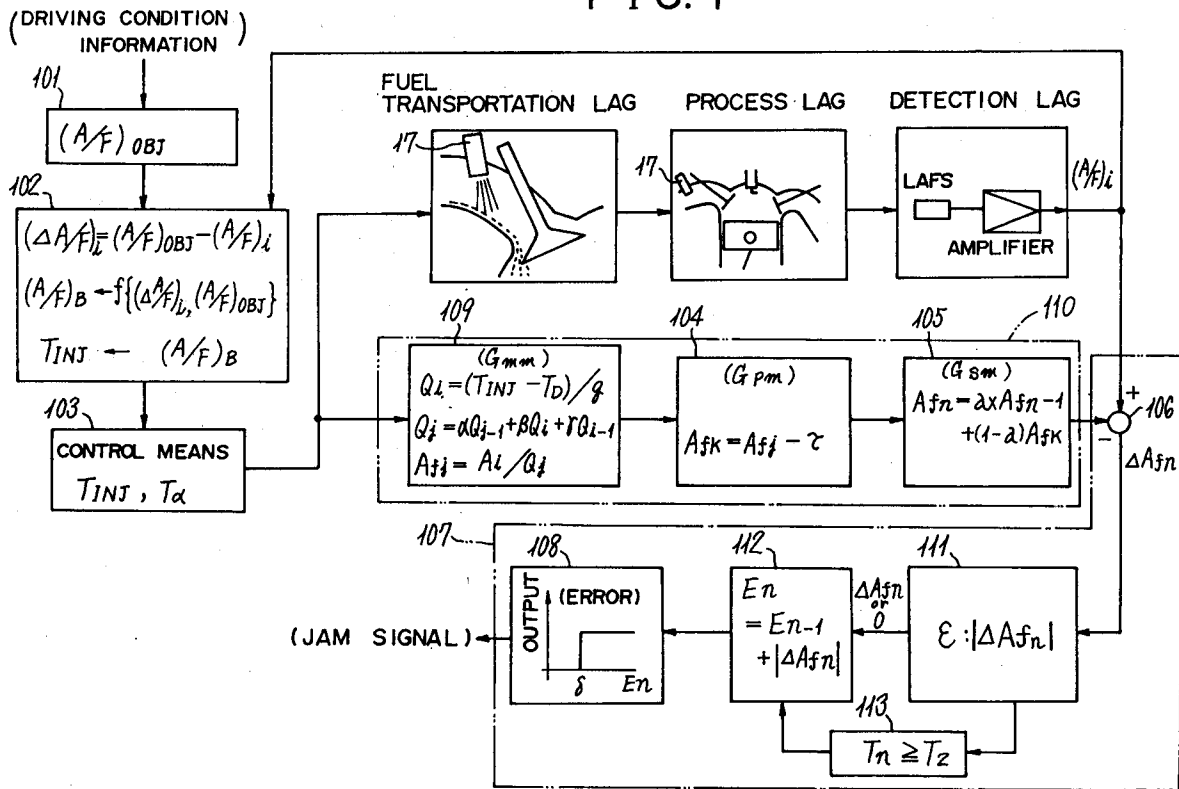 FIG. 1
(DRIVING CONDITION
INFORMATION)
101
(A/F) OBJ
102
(ΔA/F)i=(A/F)OBJ-(A/F)i
(A/F)B ← f{(ΔA/F)i, (A/F)OBJ}
TINJ ← (A/F)B
103
CONTROL MEANS
TINJ , Tα
FUEL
TRANSPORTATION LAG
17
PROCESS LAG
17
DETECTION LAG
LAFS
AMPLIFIER
(A/F)i
109
(Gmm)
Qi=(TINJ-TD)/g
Qj=αQj-1+βQi+γQi-1
Afj=Ai/Qj
104
(GPm)
Afk=Afj-τ
105
(Gsm)
Afn=a×Afn-1
+(1-a)Afk
110
+
106
-
ΔAfn
107
108
OUTPUT
(ERROR)
δ
En
(JAM SIGNAL)
112
En
=En-1
+|ΔAfn|
ΔAfn
or
0
111
ε:|ΔAfn|
113
Tn≧T2